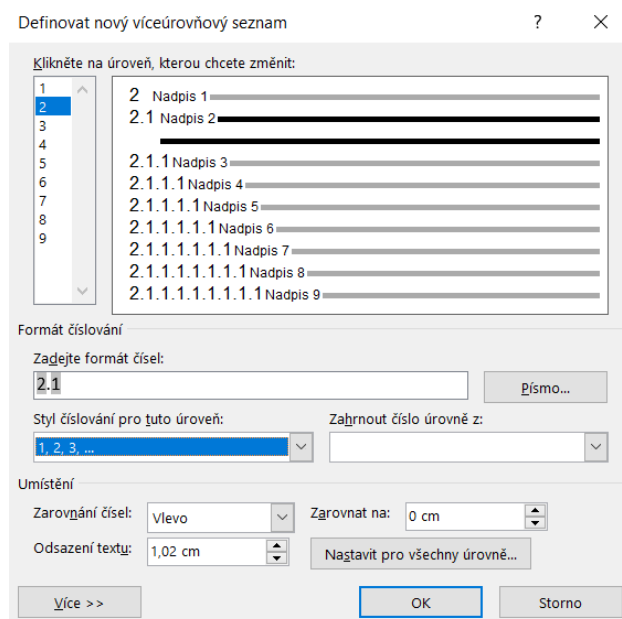 Definovat nový víceúrovňový seznam ? ×
Klikněte na úroveň, kterou chcete změnit:
1
2
3
4
5
6
7
8
9
2 Nadpis 1
2.1 Nadpis 2
2.1.1 Nadpis 3
2.1.1.1 Nadpis 4
2.1.1.1.1 Nadpis 5
2.1.1.1.1.1 Nadpis 6
2.1.1.1.1.1.1 Nadpis 7
2.1.1.1.1.1.1.1 Nadpis 8
2.1.1.1.1.1.1.1.1 Nadpis 9
Formát číslování
Zadejte formát čísel:
2.1 Písmo...
Styl číslování pro tuto úroveň: Zahrnout číslo úrovně z:
1, 2, 3, ...
Umístění
Zarovnání čísel: Vlevo Zarovnat na: 0 cm
Odsazení textu: 1,02 cm Nastavit pro všechny úrovně...
Více >> OK Storno